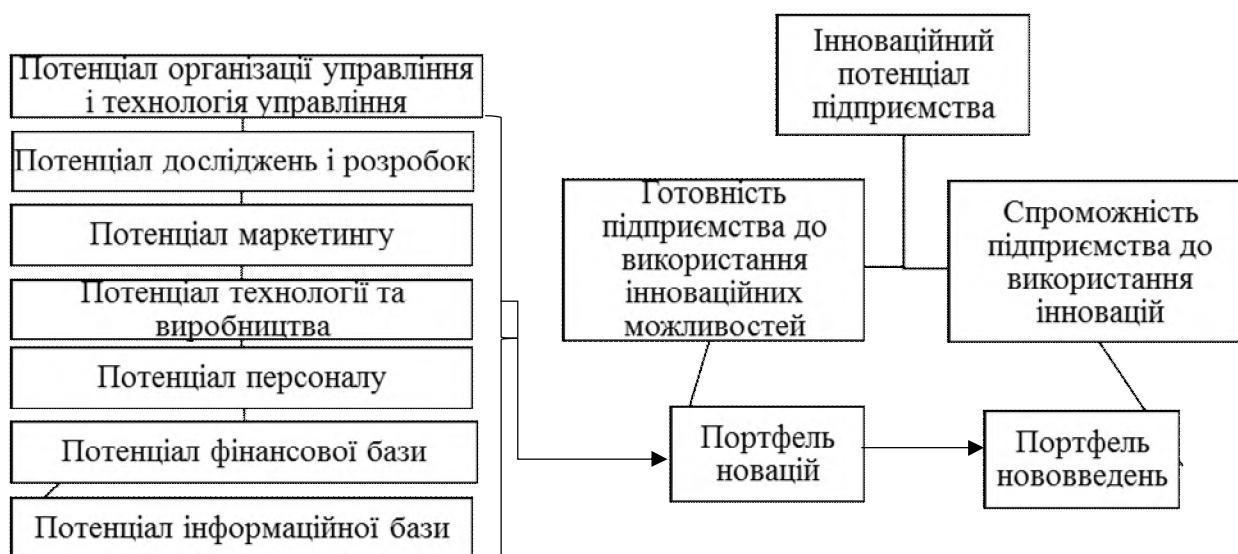 Потенціал організації управління
і технологія управління
Потенціал досліджень і розробок
Потенціал маркетингу
Потенціал технології та
виробництва
Потенціал персоналу
Потенціал фінансової бази
Потенціал інформаційної бази
Інноваційний
потенціал
підприємства
Готовність
підприємства до
використання
інноваційних
можливостей
Спроможність
підприємства до
використання
інновацій
Портфель
новацій
Портфель
нововведень